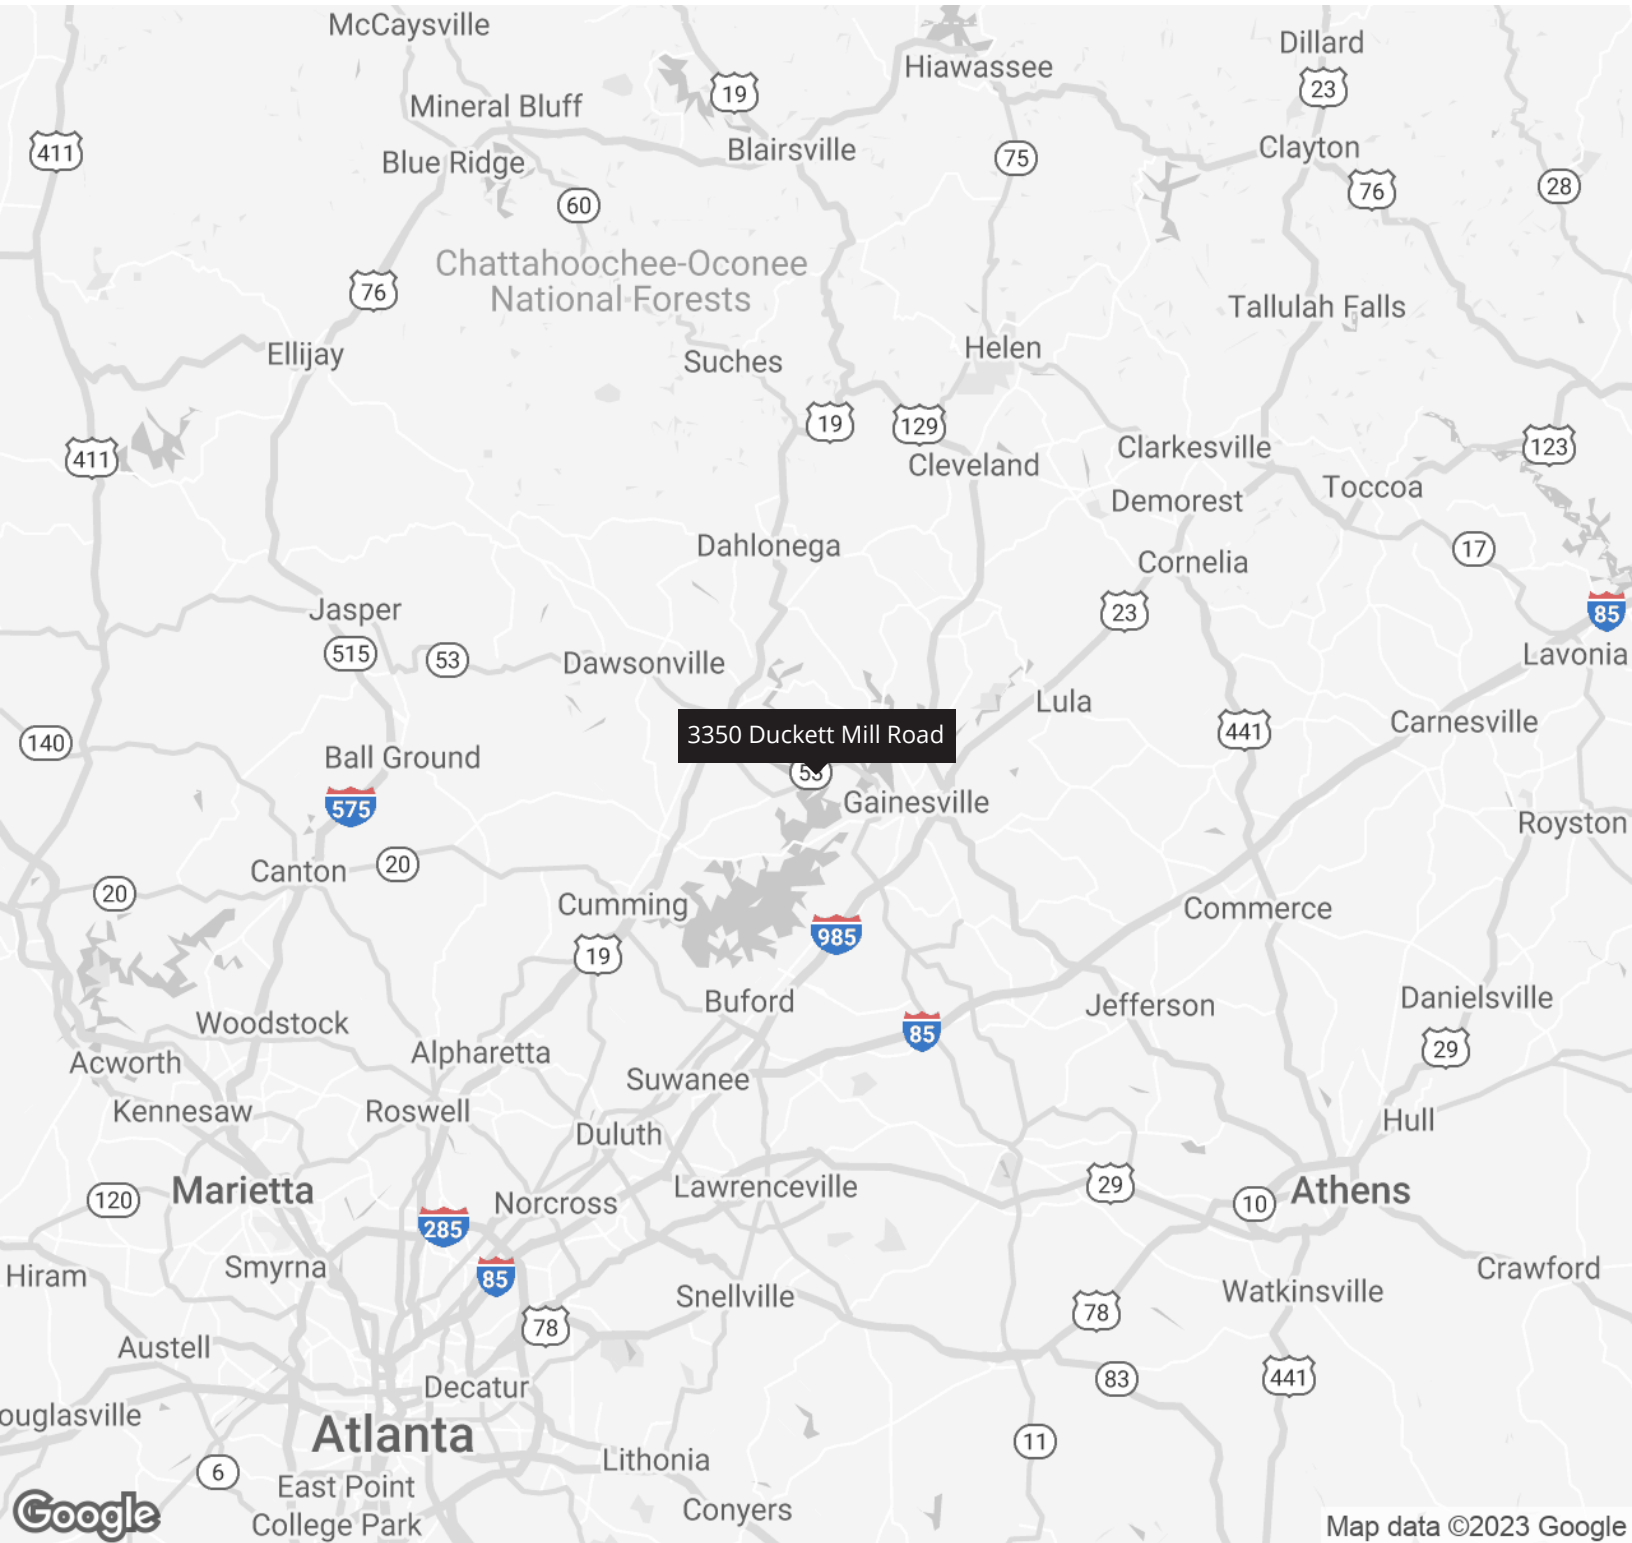 McCaysville
Dillard
Hiawassee
23
19
Mineral Bluff
411
Blairsville
Clayton
Blue Ridge
75
76
28
60
Chattahoochee-Oconee
National Forests
76
Tallulah Falls
Ellijay
Helen
Suches
19
129
411
Clarkesville
123
Cleveland
Toccoa
Demorest
Dahlonega
17
Cornelia
Jasper
23
85
515
53
Dawsonville
Lavonia
Lula
140
3350 Duckett Mill Road
441
Carnesville
Ball Ground
53
575
Gainesville
Royston
Canton
20
20
Cumming
Commerce
985
19
Buford
Jefferson
Danielsville
Woodstock
85
Alpharetta
29
Acworth
Suwanee
Kennesaw
Roswell
Hull
Duluth
Marietta
120
Norcross
Lawrenceville
29
10
Athens
285
Smyrna
85
Hiram
Crawford
Snellville
Watkinsville
78
78
Austell
83
441
Decatur
ouglasville
Atlanta
11
Lithonia
6
East Point
Google
Conyers
College Park
Map data ©2023 Google